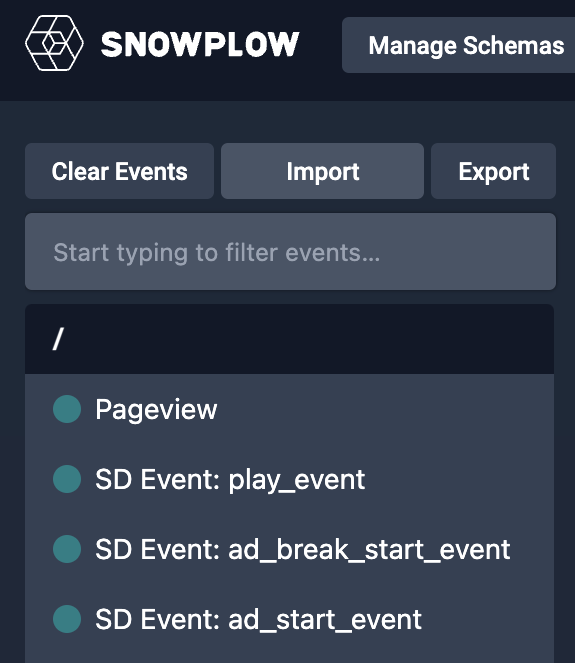 SNOWPLOW Manage Schemas
Clear Events Import Export
Start typing to filter events...
/
Pageview
SD Event: play_event
SD Event: ad_break_start_event
SD Event: ad_start_event